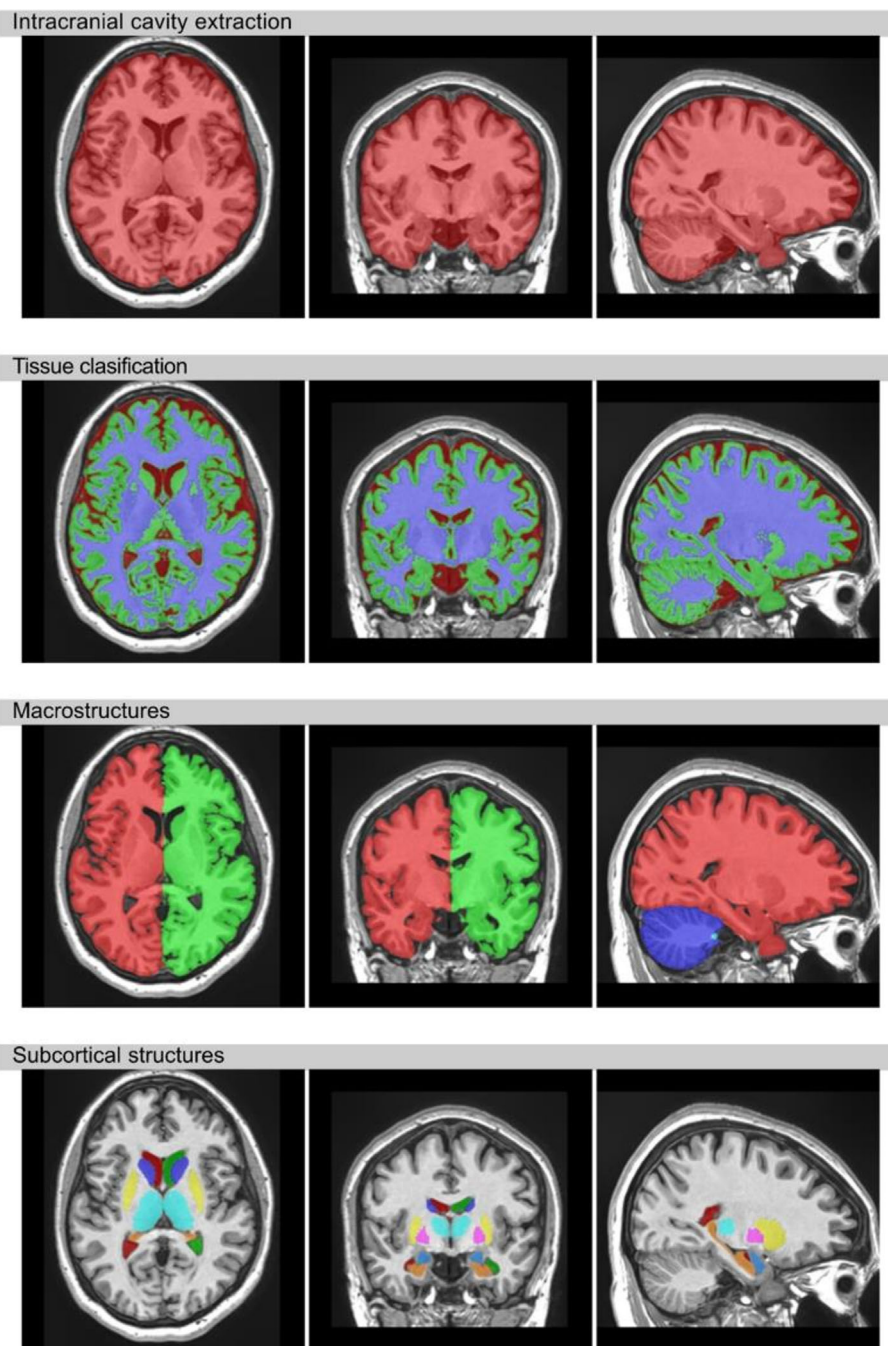 Intracranial cavity extraction
Tissue clasification
Macrostructures
Subcortical structures